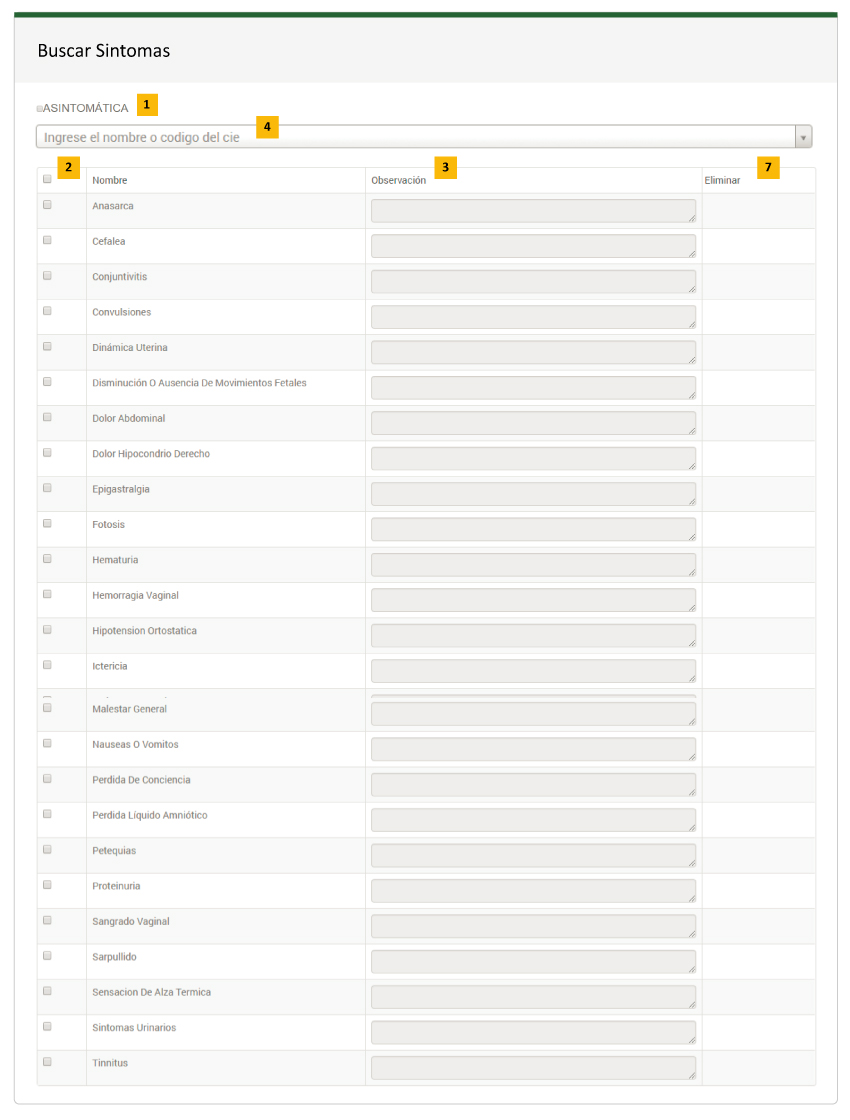 Buscar Sintomas
ASINTOMÁTICA 1
Ingrese el nombre o codigo del cie 4
2 Nombre Observación 3 Eliminar 7
Anasarca
Cefalea
Conjuntivitis
Convulsiones
Dinámica Uterina
Disminución O Ausencia De Movimientos Fetales
Dolor Abdominal
Dolor Hipocondrio Derecho
Epigastralgia
Fotosis
Hematuria
Hemorragia Vaginal
Hipotension Ortostatica
Ictericia
Malestar General
Nauseas O Vomitos
Perdida De Conciencia
Perdida Líquido Amniótico
Petequias
Proteinuria
Sangrado Vaginal
Sarpullido
Sensacion De Alza Termica
Sintomas Urinarios
Tinnitus